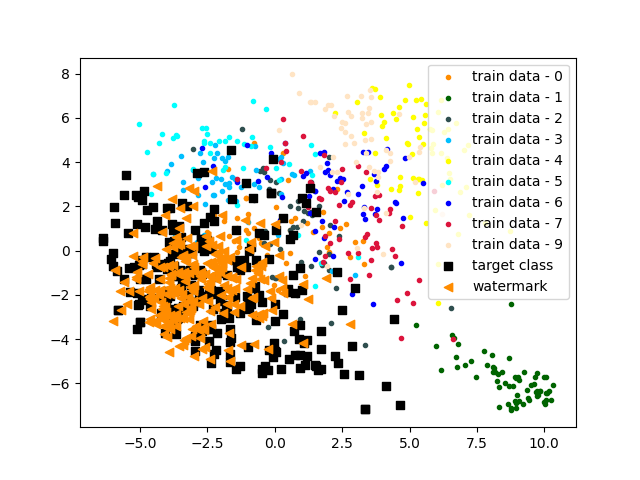 8
6
4
2
0
−2
−4
−6
−5.0
−2.5
0.0
2.5
5.0
7.5
10.0
train data - 0
train data - 1
train data - 2
train data - 3
train data - 4
train data - 5
train data - 6
train data - 7
train data - 9
target class
watermark